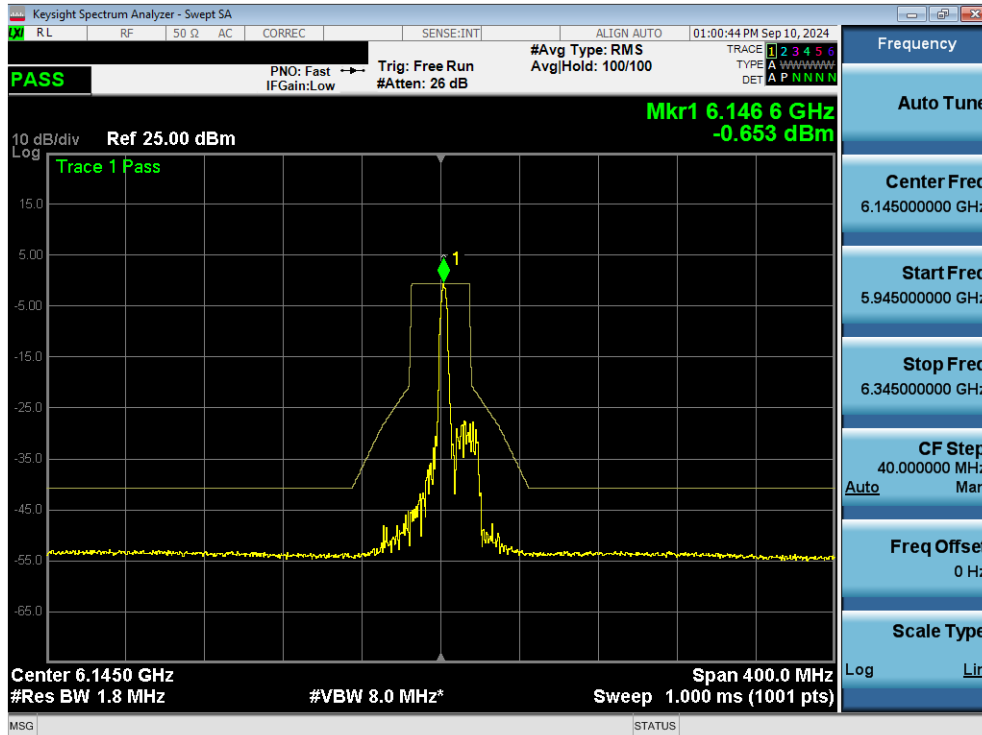 Keysight Spectrum Analyzer - Swept SA
LXI RL RF 50 Ω AC CORREC SENSE:INT ALIGN AUTO 01:00:44 PM Sep 10, 2024
PASS
PNO: Fast
IFGain:Low
Trig: Free Run
#Atten: 26 dB
#Avg Type: RMS
Avg|Hold: 100/100
TRACE 1 2 3 4 5 6
TYPE A WWWWW
DET A P N N N N
Mkr1 6.146 6 GHz
-0.653 dBm
10 dB/div Ref 25.00 dBm
Log
Trace 1 Pass
15.0
5.00
-5.00
-15.0
-25.0
-35.0
-45.0
-55.0
-65.0
1
Center 6.1450 GHz
Span 400.0 MHz
#Res BW 1.8 MHz
#VBW 8.0 MHz*
Sweep 1.000 ms (1001 pts)
MSG
STATUS
Frequency
Auto Tune
Center Freq
6.145000000 GHz
Start Freq
5.945000000 GHz
Stop Freq
6.345000000 GHz
CF Step
40.000000 MHz
Auto Man
Freq Offset
0 Hz
Scale Type
Log Lin